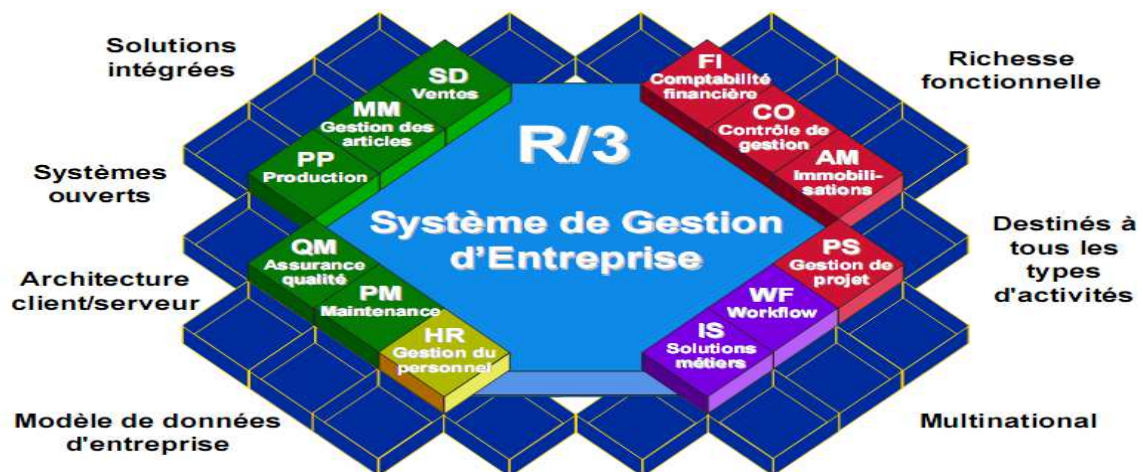 Solutions
intégrées
Systèmes
ouverts
Architecture
client/serveur
Modèle de données
d'entreprise
SD
Ventes
MM
Gestion des
articles
PP
Production
QM
Assurance
qualité
PM
Maintenance
HR
Gestion du
personnel
R/3
Système de Gestion
d'Entreprise
FI
Comptabilité
financière
CO
Contrôle de
gestion
AM
Immobili-
sations
PS
Gestion de
projet
WF
Workflow
IS
Solutions
métiers
Richesse
fonctionnelle
Destinés à
tous les
types
d'activités
Multinational